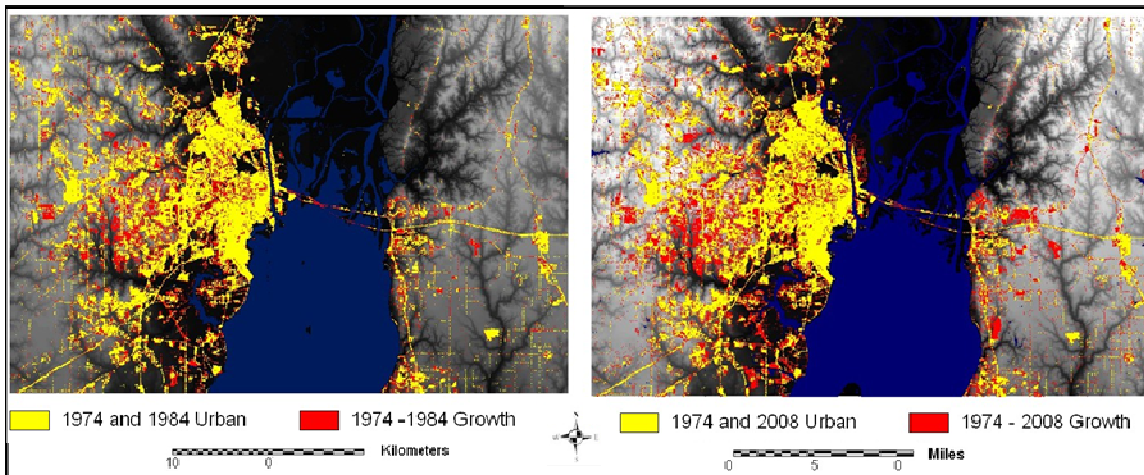 1974 and 1984 Urban
1974 -1984 Growth
10 0 Kilometers
N
W E
S
1974 and 2008 Urban
1974 - 2008 Growth
0 5 0 Miles